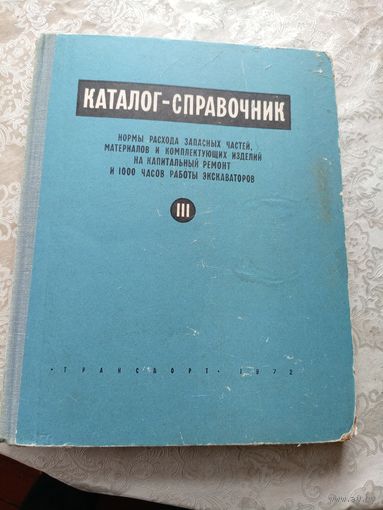 КАТАЛОГ-СПРАВОЧНИК
НОРМЫ РАСХОДА ЗАПАСНЫХ ЧАСТЕЙ,
МАТЕРИАЛОВ И КОМПЛЕКТУЮЩИХ ИЗДЕЛИЙ
НА КАПИТАЛЬНЫЙ РЕМОНТ
И 1000 ЧАСОВ РАБОТЫ ЭКСКАВАТОРОВ
III
•ТРАНСПОРТ• 1972